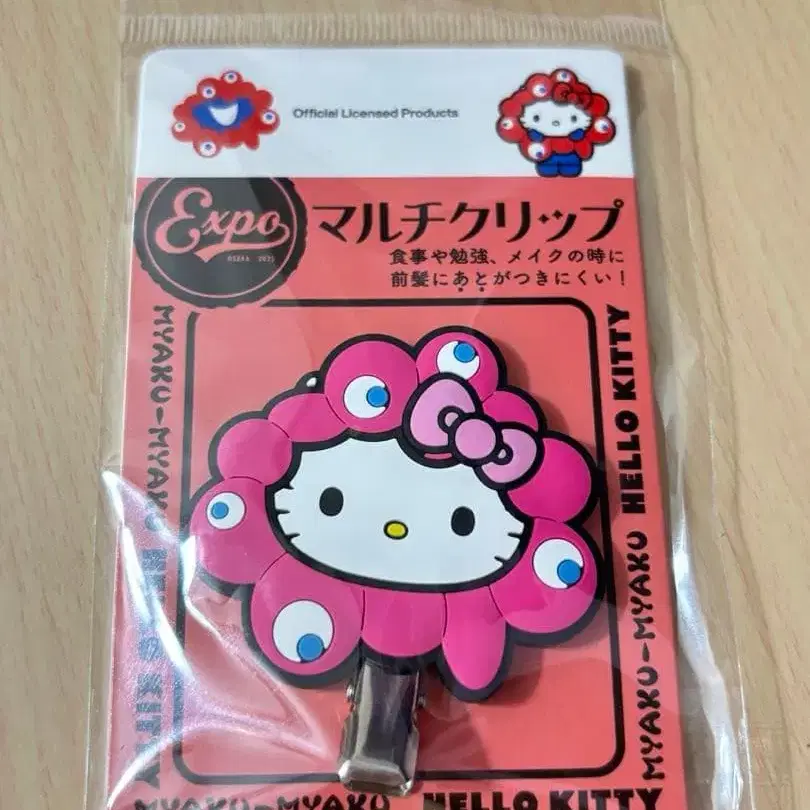 Official Licensed Products
Expo
OSAKA 2025
マルチクリップ
食事や勉強、メイクの時に
前髪にあとがつきにくい!
MYAKU-MYAKU HELLO KITTY
MYAKU-MYAKU HELLO KITTY
MYAKU-MYAKU HELLO KITTY